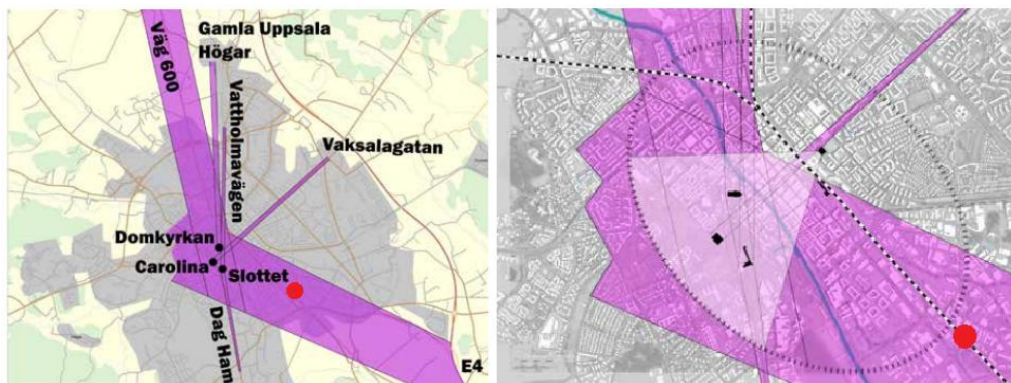 Gamla Uppsala
Högar
Väg 600
Vattholmavägen
Vaksalagatan
Domkyrkan
Carolina
Slottet
Dag Ham
E4